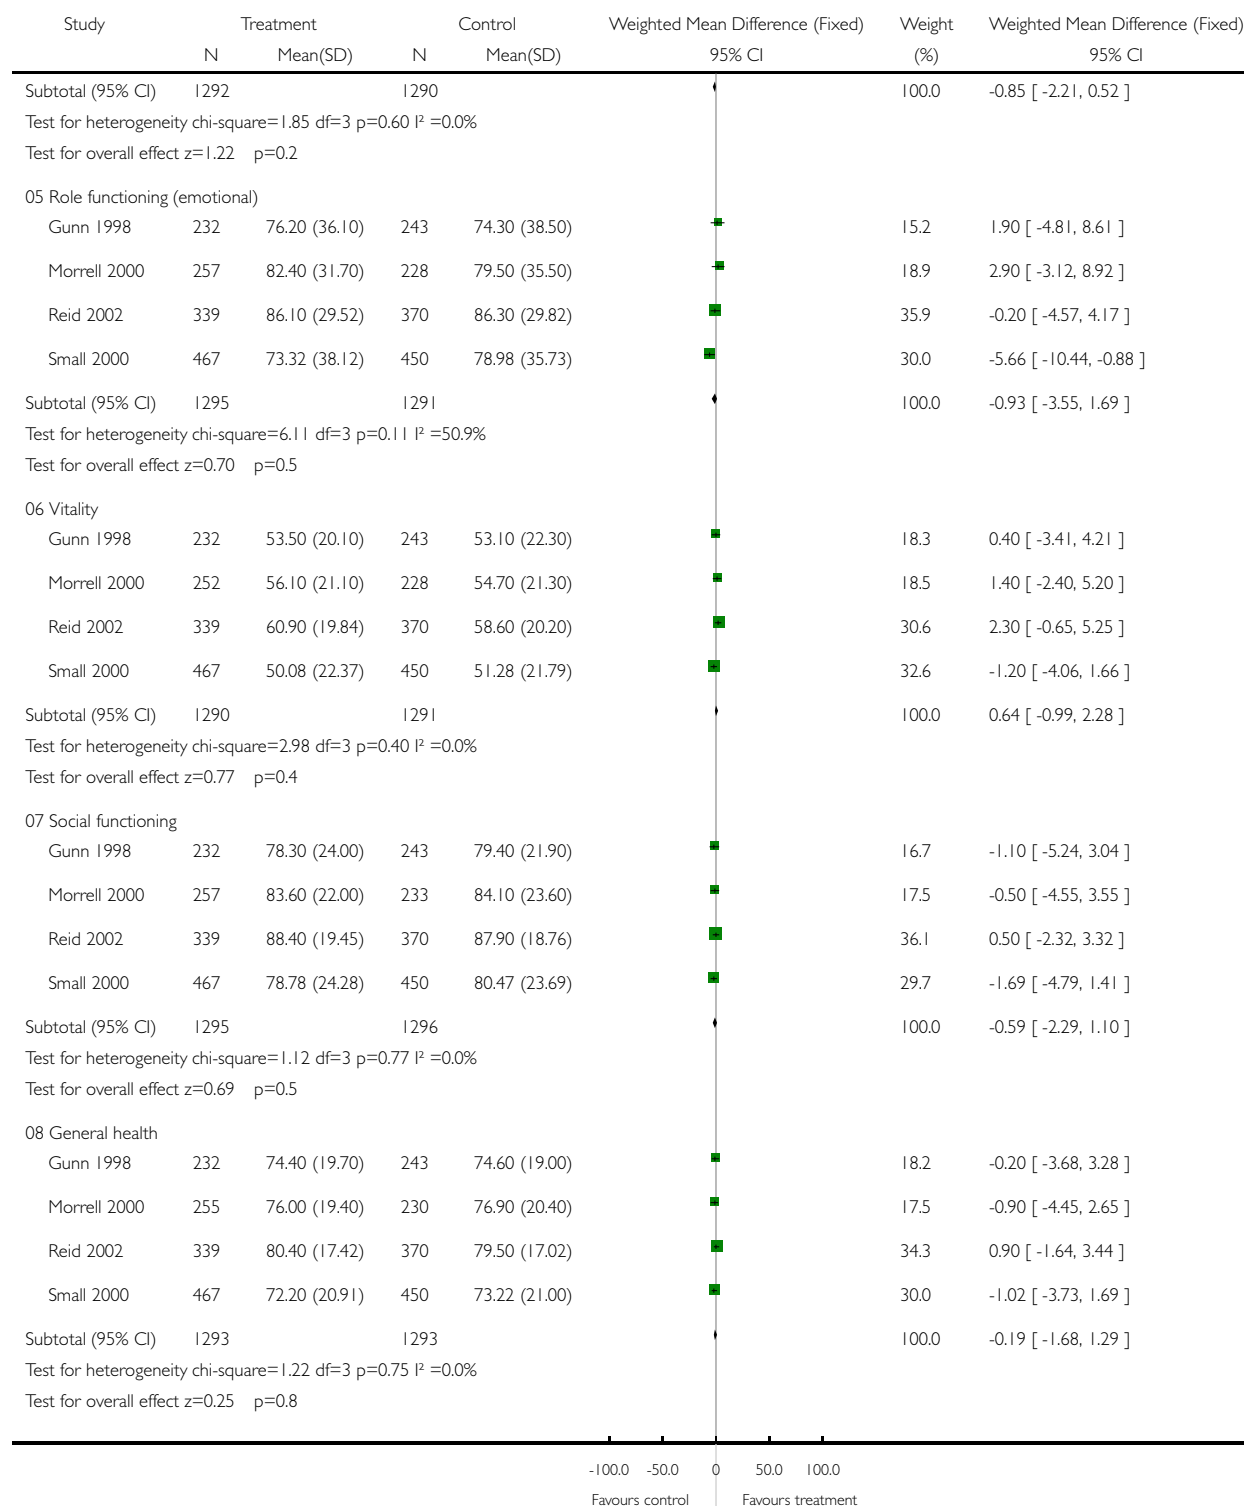 Study Treatment Control Weighted Mean Difference (Fixed) Weight Weighted Mean Difference (Fixed)
N Mean(SD) N Mean(SD) 95% CI (%) 95% CI
Subtotal (95% CI) 1292 1290 100.0 -0.85 [ -2.21, 0.52 ]
Test for heterogeneity chi-square=1.85 df=3 p=0.60 I² =0.0%
Test for overall effect z=1.22 p=0.2
05 Role functioning (emotional)
Gunn 1998 232 76.20 (36.10) 243 74.30 (38.50) 15.2 1.90 [ -4.81, 8.61 ]
Morrell 2000 257 82.40 (31.70) 228 79.50 (35.50) 18.9 2.90 [ -3.12, 8.92 ]
Reid 2002 339 86.10 (29.52) 370 86.30 (29.82) 35.9 -0.20 [ -4.57, 4.17 ]
Small 2000 467 73.32 (38.12) 450 78.98 (35.73) 30.0 -5.66 [ -10.44, -0.88 ]
Subtotal (95% CI) 1295 1291 100.0 -0.93 [ -3.55, 1.69 ]
Test for heterogeneity chi-square=6.11 df=3 p=0.11 I² =50.9%
Test for overall effect z=0.70 p=0.5
06 Vitality
Gunn 1998 232 53.50 (20.10) 243 53.10 (22.30) 18.3 0.40 [ -3.41, 4.21 ]
Morrell 2000 252 56.10 (21.10) 228 54.70 (21.30) 18.5 1.40 [ -2.40, 5.20 ]
Reid 2002 339 60.90 (19.84) 370 58.60 (20.20) 30.6 2.30 [ -0.65, 5.25 ]
Small 2000 467 50.08 (22.37) 450 51.28 (21.79) 32.6 -1.20 [ -4.06, 1.66 ]
Subtotal (95% CI) 1290 1291 100.0 0.64 [ -0.99, 2.28 ]
Test for heterogeneity chi-square=2.98 df=3 p=0.40 I² =0.0%
Test for overall effect z=0.77 p=0.4
07 Social functioning
Gunn 1998 232 78.30 (24.00) 243 79.40 (21.90) 16.7 -1.10 [ -5.24, 3.04 ]
Morrell 2000 257 83.60 (22.00) 233 84.10 (23.60) 17.5 -0.50 [ -4.55, 3.55 ]
Reid 2002 339 88.40 (19.45) 370 87.90 (18.76) 36.1 0.50 [ -2.32, 3.32 ]
Small 2000 467 78.78 (24.28) 450 80.47 (23.69) 29.7 -1.69 [ -4.79, 1.41 ]
Subtotal (95% CI) 1295 1296 100.0 -0.59 [ -2.29, 1.10 ]
Test for heterogeneity chi-square=1.12 df=3 p=0.77 I² =0.0%
Test for overall effect z=0.69 p=0.5
08 General health
Gunn 1998 232 74.40 (19.70) 243 74.60 (19.00) 18.2 -0.20 [ -3.68, 3.28 ]
Morrell 2000 255 76.00 (19.40) 230 76.90 (20.40) 17.5 -0.90 [ -4.45, 2.65 ]
Reid 2002 339 80.40 (17.42) 370 79.50 (17.02) 34.3 0.90 [ -1.64, 3.44 ]
Small 2000 467 72.20 (20.91) 450 73.22 (21.00) 30.0 -1.02 [ -3.73, 1.69 ]
Subtotal (95% CI) 1293 1293 100.0 -0.19 [ -1.68, 1.29 ]
Test for heterogeneity chi-square=1.22 df=3 p=0.75 I² =0.0%
Test for overall effect z=0.25 p=0.8
-100.0 -50.0 0 50.0 100.0
Favours control Favours treatment